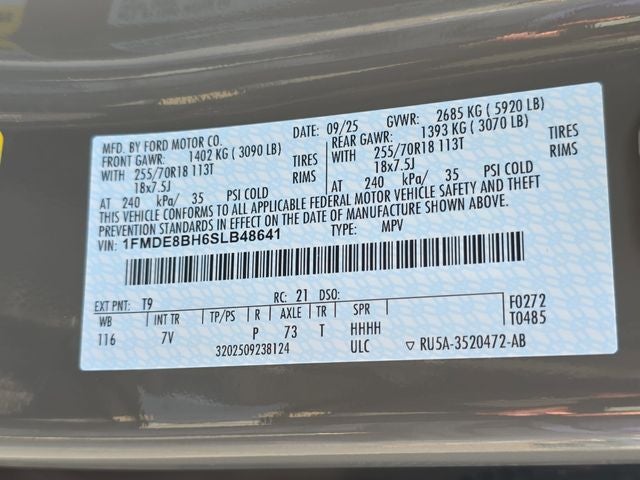 MFD. BY FORD MOTOR CO. DATE: 09/25 GVWR: 2685 KG ( 5920 LB)
FRONT GAWR: 1402 KG ( 3090 LB) REAR GAWR: 1393 KG ( 3070 LB)
WITH 255/70R18 113T TIRES WITH 255/70R18 113T TIRES
18x7.5J RIMS 18x7.5J RIMS
AT 240 kPa/ 35 PSI COLD AT 240 kPa/ 35 PSI COLD
THIS VEHICLE CONFORMS TO ALL APPLICABLE FEDERAL MOTOR VEHICLE SAFETY AND THEFT
PREVENTION STANDARDS IN EFFECT ON THE DATE OF MANUFACTURE SHOWN ABOVE.
VIN: 1FMDE8BH6SLB48641 TYPE: MPV
EXT PNT: T9 RC: 21 DSO: F0272
WB INT TR TP/PS R AXLE TR SPR T0485
116 7V P 73 T HHHH
3202509238124 ULC ▽ RU5A-3520472-AB